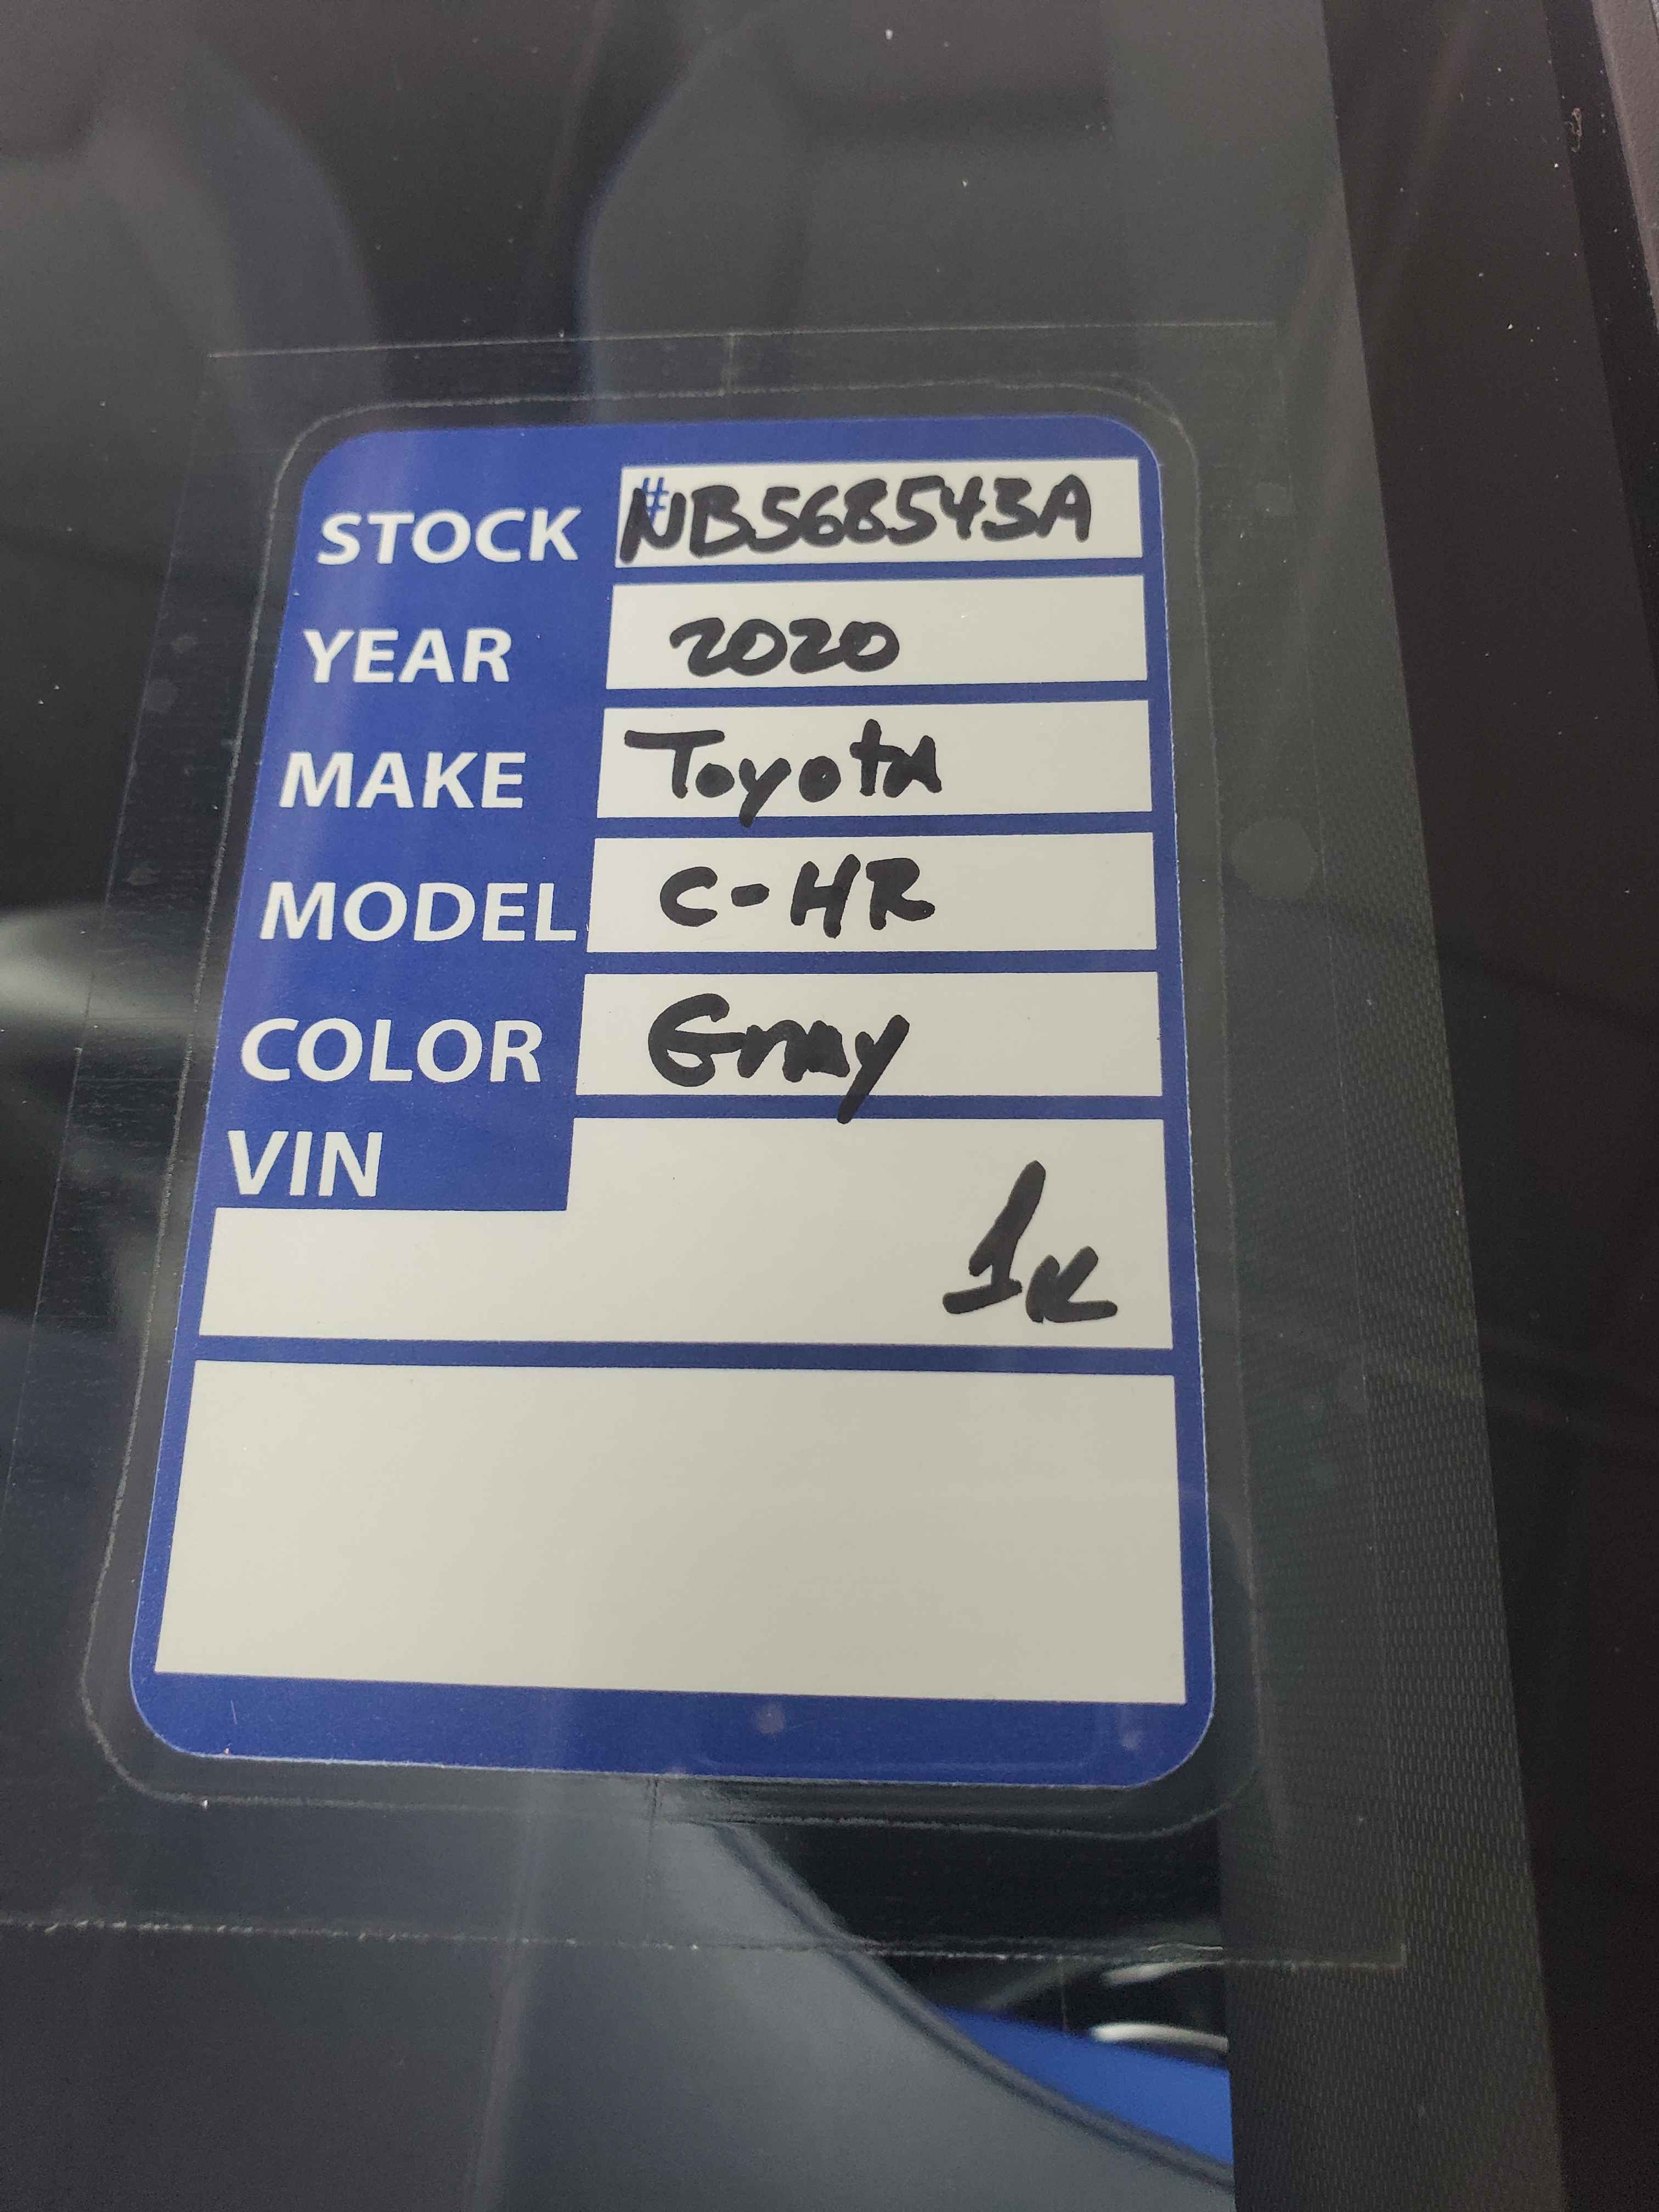 STOCK #NB568543A
YEAR 2020
MAKE Toyota
MODEL C-HR
COLOR Gray
VIN
1k